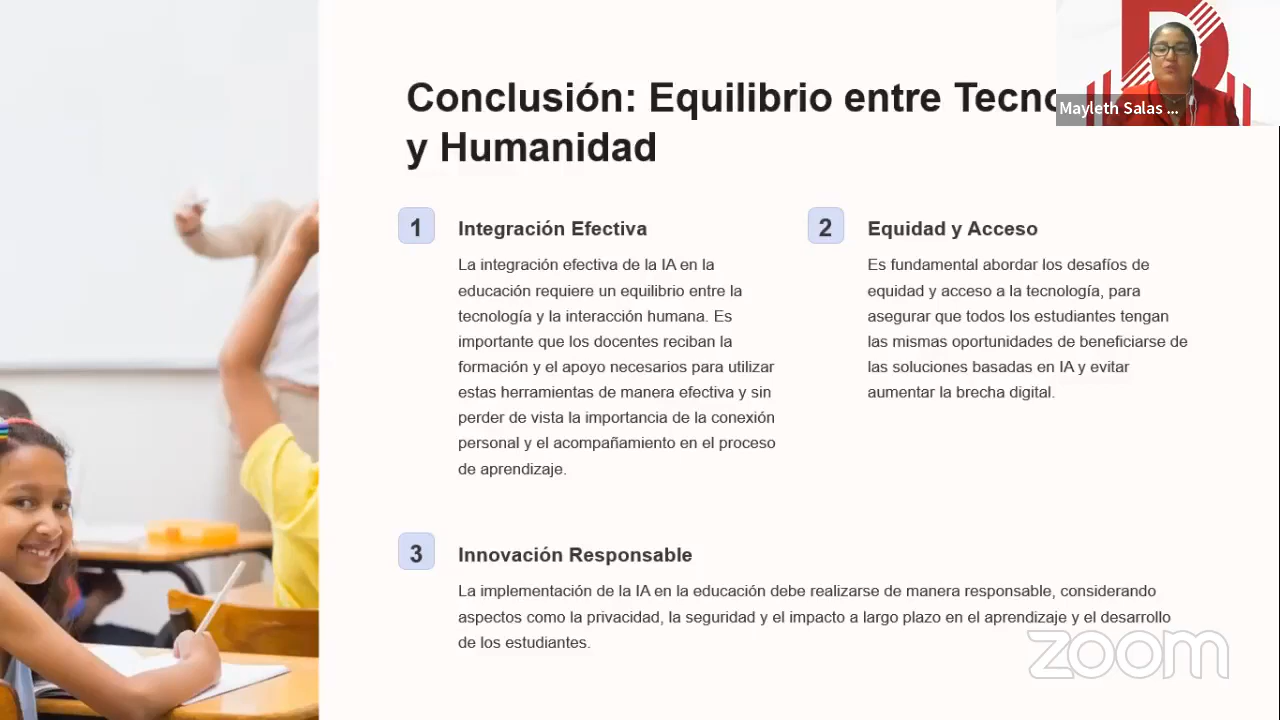 Conclusión: Equilibrio entre
y Humanidad
Mayleth Salas ...
1
Integración Efectiva
La integración efectiva de la IA en la
educación requiere un equilibrio entre la
tecnología y la interacción humana. Es
importante que los docentes reciban la
formación y el apoyo necesarios para utilizar
estas herramientas de manera efectiva y sin
perder de vista la importancia de la conexión
personal y el acompañamiento en el proceso
de aprendizaje.
2
Equidad y Acceso
Es fundamental abordar los desafíos de
equidad y acceso a la tecnología, para
asegurar que todos los estudiantes tengan
las mismas oportunidades de beneficiarse de
las soluciones basadas en IA y evitar
aumentar la brecha digital.
3
Innovación Responsable
La implementación de la IA en la educación debe realizarse de manera responsable, considerando
aspectos como la privacidad, la seguridad y el impacto a largo plazo en el aprendizaje y el desarrollo
de los estudiantes.
zoom